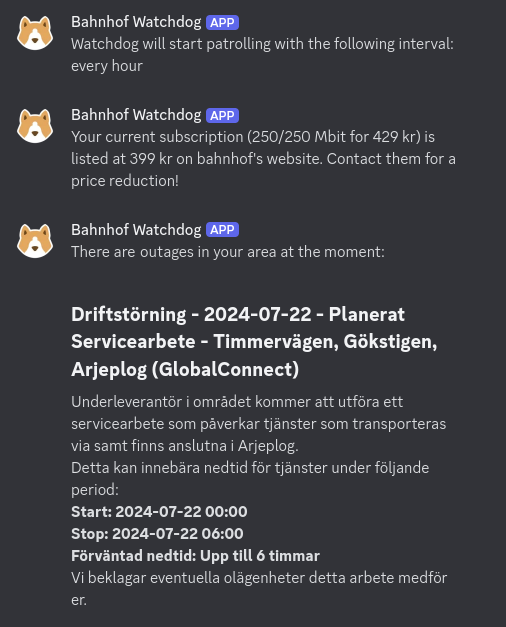 Bahnhof Watchdog APP
Watchdog will start patrolling with the following interval:
every hour
Bahnhof Watchdog APP
Your current subscription (250/250 Mbit for 429 kr) is
listed at 399 kr on bahnhof's website. Contact them for a
price reduction!
Bahnhof Watchdog APP
There are outages in your area at the moment:
Driftstörning - 2024-07-22 - Planerat
Servicearbete - Timmervägen, Gökstigen,
Arjeplog (GlobalConnect)
Underleverantör i området kommer att utföra ett
servicearbete som påverkar tjänster som transporteras
via samt finns anslutna i Arjeplog.
Detta kan innebära nedtid för tjänster under följande
period:
Start: 2024-07-22 00:00
Stop: 2024-07-22 06:00
Förväntad nedtid: Upp till 6 timmar
Vi beklagar eventuella olägenheter detta arbete medför
er.